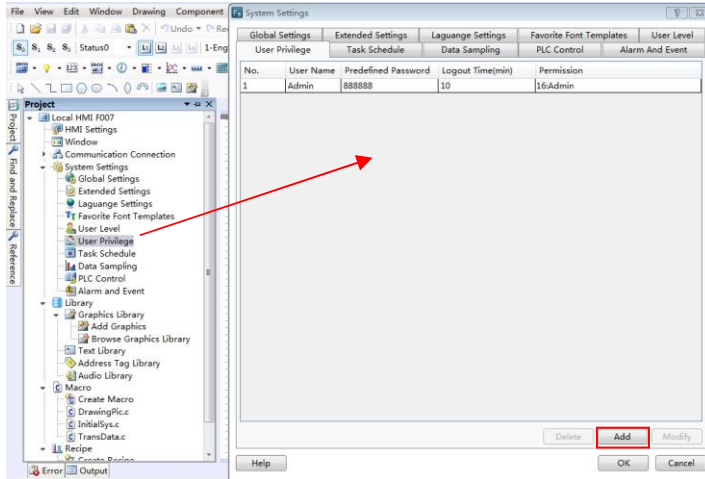 File View Edit Window Drawing Component
Undo
S₀ S₁ S₂ S₃ Status0 1-Eng
Project
Local HMI F007
HMI Settings
Window
Communication Connection
System Settings
Global Settings
Extended Settings
Laguange Settings
Favorite Font Templates
User Level
User Privilege
Task Schedule
Data Sampling
PLC Control
Alarm and Event
Library
Graphics Library
Add Graphics
Browse Graphics Library
Text Library
Address Tag Library
Audio Library
Macro
Create Macro
DrawingPic.c
InitialSys.c
TransData.c
Recipe
Create Recipe
Error Output
Project
Find and Replace
Reference
System Settings
Global Settings Extended Settings Laguange Settings Favorite Font Templates User Level
User Privilege Task Schedule Data Sampling PLC Control Alarm And Event
No. User Name Predefined Password Logout Time(min) Permission
1 Admin 888888 10 16:Admin
Delete Add Modify
Help OK Cancel